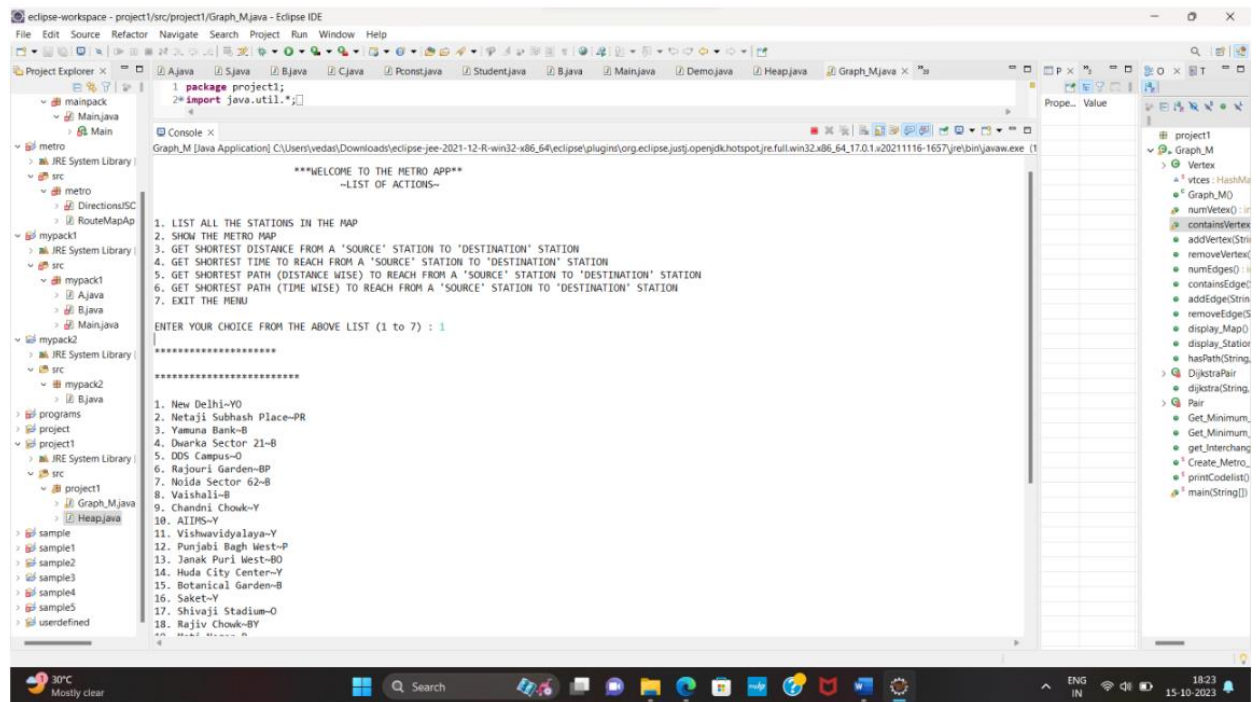 eclipse-workspace - project1/src/project1/Graph_M.java - Eclipse IDE
File Edit Source Refactor Navigate Search Project Run Window Help
Project Explorer × A.java S.java B.java C.java Pconst.java Student.java B.java Main.java Demo.java Heap.java Graph_M.java ×
1 package project1;
2 import java.util.*;
Console ×
Graph_M [Java Application] C:\Users\vedas\Downloads\eclipse-jee-2021-12-R-win32-x86_64\eclipse\plugins\org.eclipse.justj.openjdk.hotspot.jre.full.win32.x86_64_17.0.1.v20211116-1657\jre\bin\javaw.exe (1
***WELCOME TO THE METRO APP**
~LIST OF ACTIONS~
1. LIST ALL THE STATIONS IN THE MAP
2. SHOW THE METRO MAP
3. GET SHORTEST DISTANCE FROM A 'SOURCE' STATION TO 'DESTINATION' STATION
4. GET SHORTEST TIME TO REACH FROM A 'SOURCE' STATION TO 'DESTINATION' STATION
5. GET SHORTEST PATH (DISTANCE WISE) TO REACH FROM A 'SOURCE' STATION TO 'DESTINATION' STATION
6. GET SHORTEST PATH (TIME WISE) TO REACH FROM A 'SOURCE' STATION TO 'DESTINATION' STATION
7. EXIT THE MENU
ENTER YOUR CHOICE FROM THE ABOVE LIST (1 to 7) : 1
*********************
*************************
1. New Delhi~YO
2. Netaji Subhash Place~PR
3. Yamuna Bank~B
4. Dwarka Sector 21~B
5. DDS Campus~O
6. Rajouri Garden~BP
7. Noida Sector 62~B
8. Vaishali~B
9. Chandni Chowk~Y
10. AIIMS~Y
11. Vishwavidyalaya~Y
12. Punjabi Bagh West~P
13. Janak Puri West~BO
14. Huda City Center~Y
15. Botanical Garden~B
16. Saket~Y
17. Shivaji Stadium~O
18. Rajiv Chowk~BY
mainpack
Main.java
Main
metro
JRE System Library [
src
metro
DirectionsJSC
RouteMapAp
mypack1
JRE System Library [
src
mypack1
A.java
B.java
Main.java
mypack2
JRE System Library [
src
mypack2
B.java
programs
project
project1
JRE System Library [
src
project1
Graph_M.java
Heap.java
sample
sample1
sample2
sample3
sample4
sample5
userdefined
P ×
Prope... Value
O × T
project1
Graph_M
Vertex
vtces : HashMa
Graph_M()
numVetex() : in
containsVertex
addVertex(Stri
removeVertex(
numEdges() : i
containsEdge(
addEdge(Strin
removeEdge(S
display_Map()
display_Station
hasPath(String,
DijkstraPair
dijkstra(String,
Pair
Get_Minimum_
Get_Minimum_
get_Interchang
Create_Metro_
printCodelist()
main(String[])
30°C
Mostly clear
Search
ENG
IN
18:23
15-10-2023